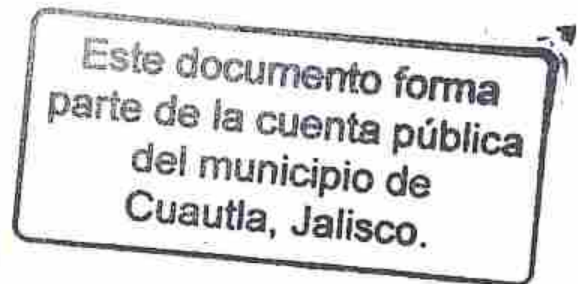 Este documento forma
parte de la cuenta pública
del municipio de
Cuautla, Jalisco.